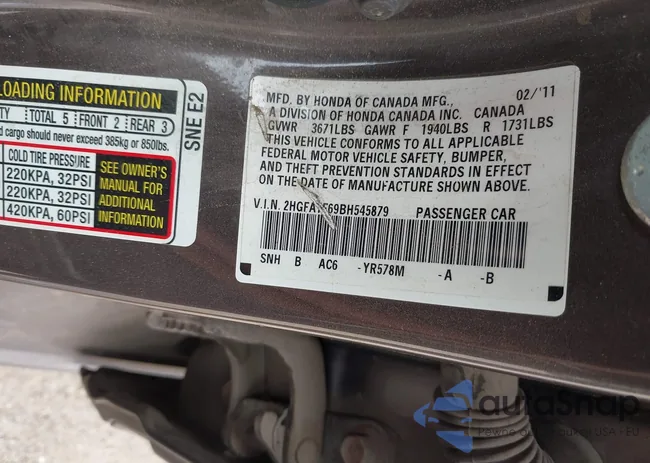 LOADING INFORMATION
TOTAL 5 FRONT 2 REAR 3
d cargo should never exceed 385kg or 850lbs.
COLD TIRE PRESSURE
220KPA, 32PSI
220KPA, 32PSI
420KPA, 60PSI
SEE OWNER'S
MANUAL FOR
ADDITIONAL
INFORMATION
SNE E2
02/'11
MFD. BY HONDA OF CANADA MFG.,
A DIVISION OF HONDA CANADA INC. CANADA
GVWR 3671LBS GAWR F 1940LBS R 1731LBS
THIS VEHICLE CONFORMS TO ALL APPLICABLE
FEDERAL MOTOR VEHICLE SAFETY, BUMPER,
AND THEFT PREVENTION STANDARDS IN EFFECT
ON THE DATE OF MANUFACTURE SHOWN ABOVE.
V.I.N. PASSENGER CAR
SNH B AC6 -YR578M -A -B
autoSnap